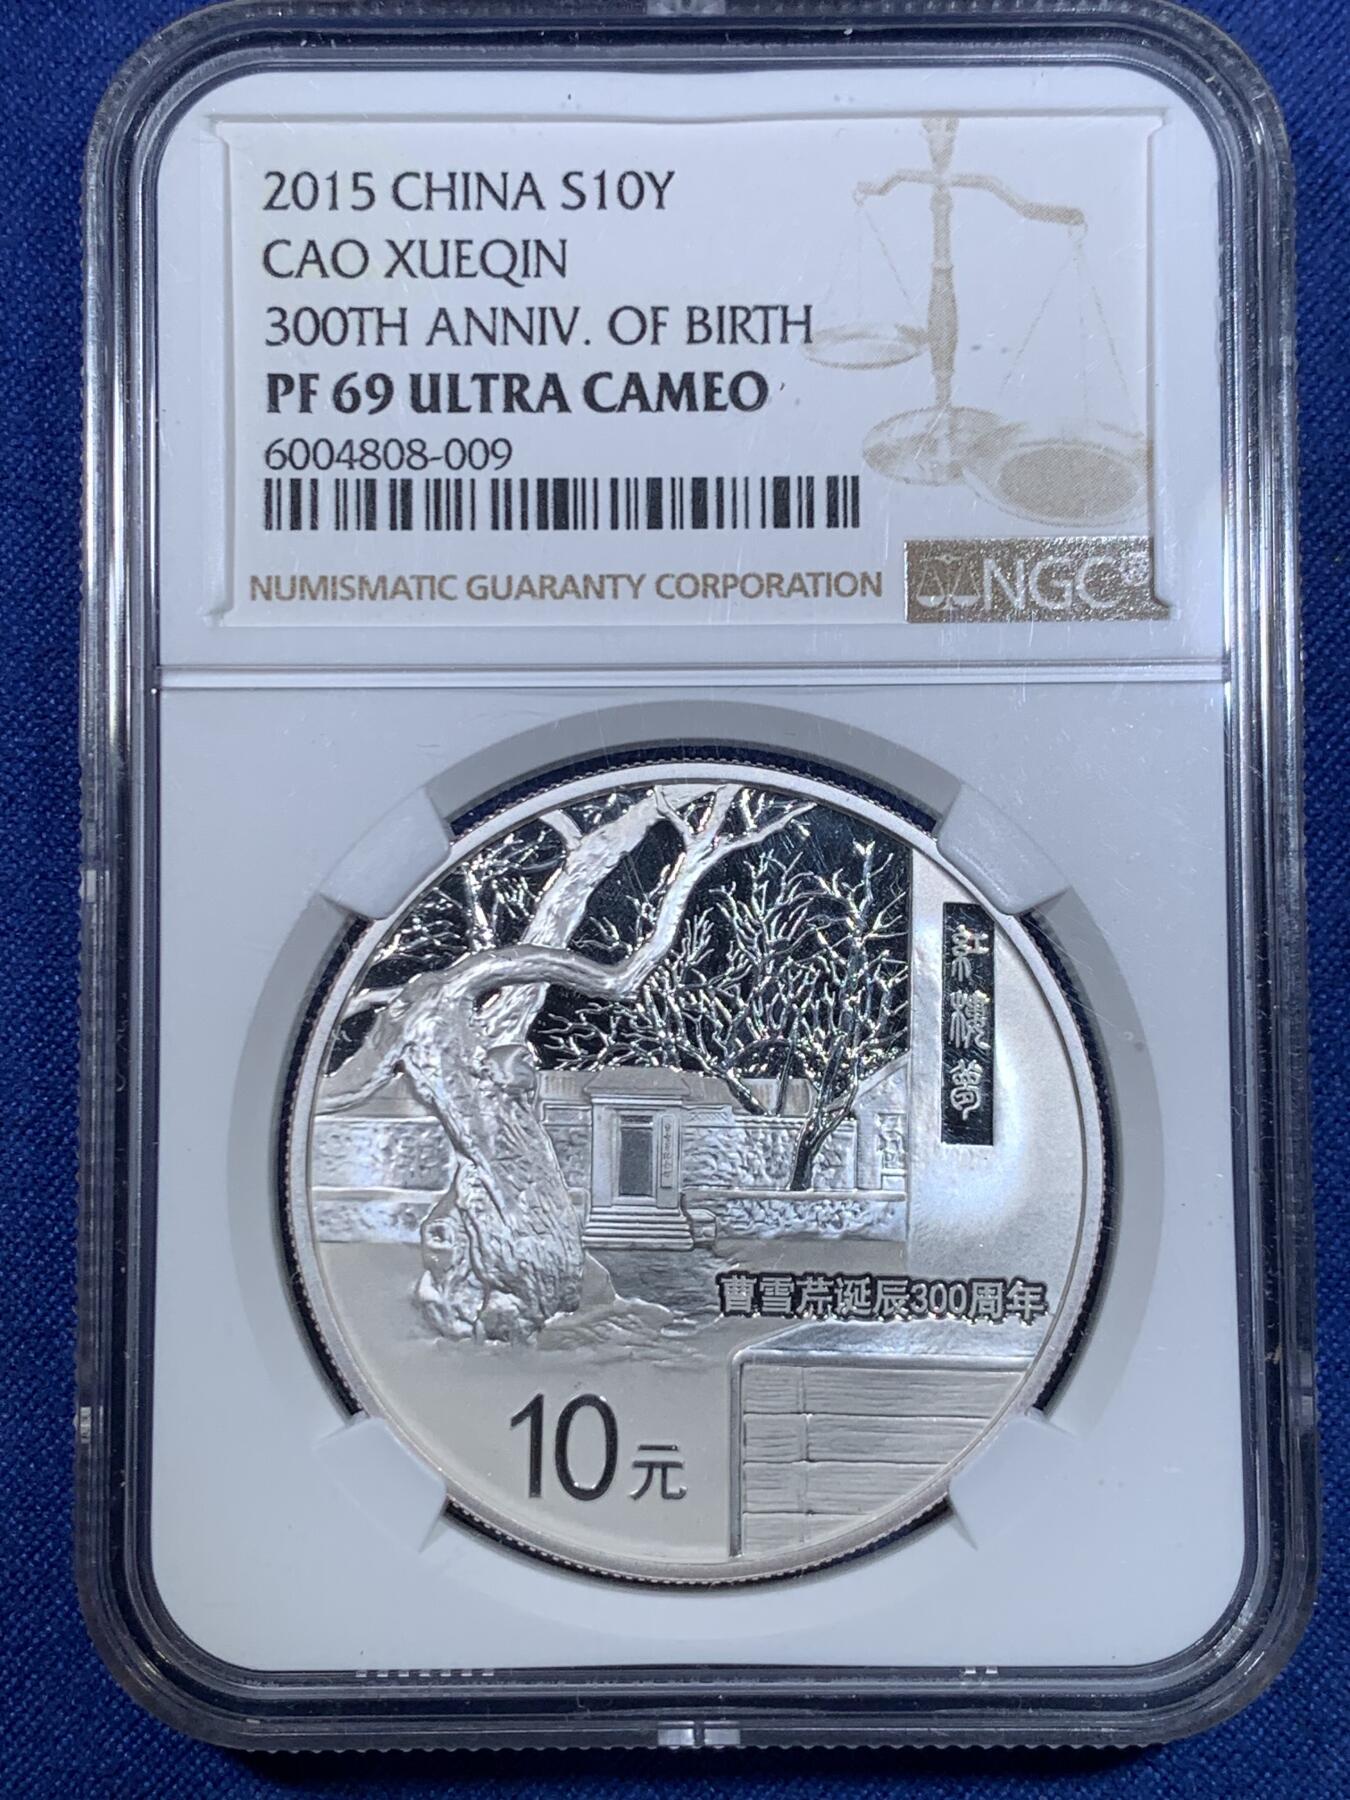 2015 CHINA S10Y
CAO XUEQIN
300TH ANNIV. OF BIRTH
PF 69 ULTRA CAMEO
6004808-009
NUMISMATIC GUARANTY CORPORATION
NGC®
紅樓夢
曹雪芹诞辰300周年
10元